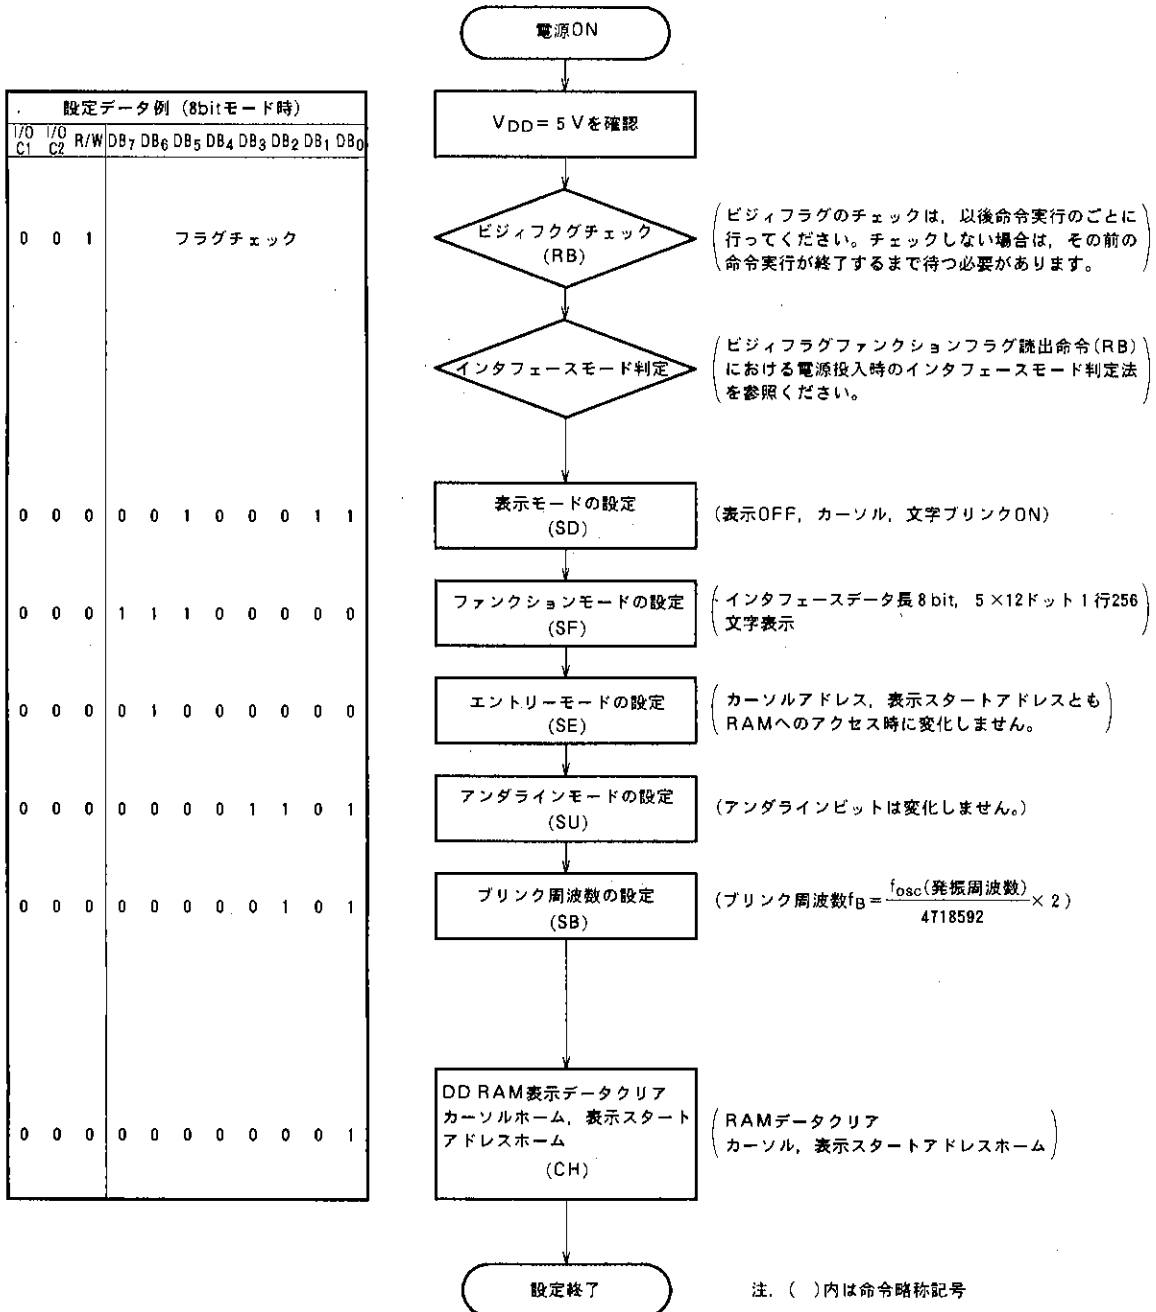 電源ON
VDD＝5Vを確認
設定データ例（8bitモード時）
I/O C1 I/O C2 R/W DB7 DB6 DB5 DB4 DB3 DB2 DB1 DB0
0 0 1 フラグチェック
ビジィフクグチェック
(RB)
ビジィフラグのチェックは，以後命令実行のごとに
行ってください。チェックしない場合は，その前の
命令実行が終了するまで待つ必要があります。
インタフェースモード判定
ビジィフラグファンクションフラグ読出命令(RB)
における電源投入時のインタフェースモード判定法
を参照ください。
0 0 0 0 0 1 0 0 0 1 1
表示モードの設定
(SD)
(表示OFF，カーソル，文字ブリンクON)
0 0 0 1 1 1 0 0 0 0 0
ファンクションモードの設定
(SF)
インタフェースデータ長8bit，5×12ドット1行256
文字表示
0 0 0 0 1 0 0 0 0 0 0
エントリーモードの設定
(SE)
カーソルアドレス，表示スタートアドレスとも
RAMへのアクセス時に変化しません。
0 0 0 0 0 0 0 1 1 0 1
アンダラインモードの設定
(SU)
(アンダラインビットは変化しません。)
0 0 0 0 0 0 0 0 1 0 1
ブリンク周波数の設定
(SB)
(ブリンク周波数fB＝fosc(発振周波数)/4718592×2)
0 0 0 0 0 0 0 0 0 0 1
DD RAM表示データクリア
カーソルホーム，表示スタート
アドレスホーム
(CH)
RAMデータクリア
カーソル，表示スタートアドレスホーム
設定終了
注．( )内は命令略称記号